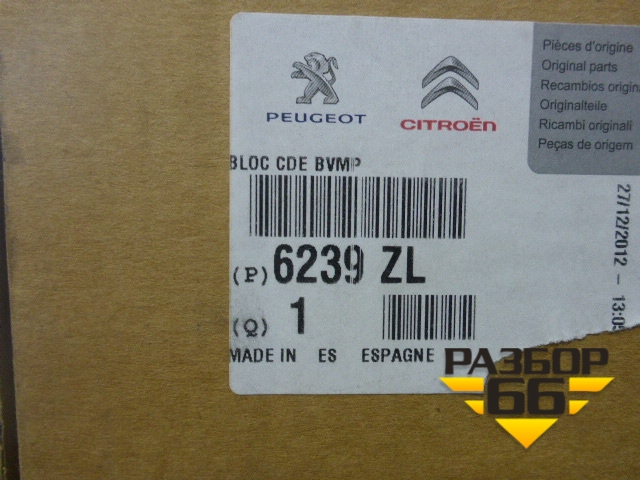 PEUGEOT
CITROËN
Pièces d'origine
Original parts
Recambios origina
Originalteile
Ricambi originali
Peças de origem
BLOC CDE BVMP
(P) 6239 ZL
(Q) 1
MADE IN ES ESPAGNE
27/12/2012 - 13:05
РАЗБОР
66